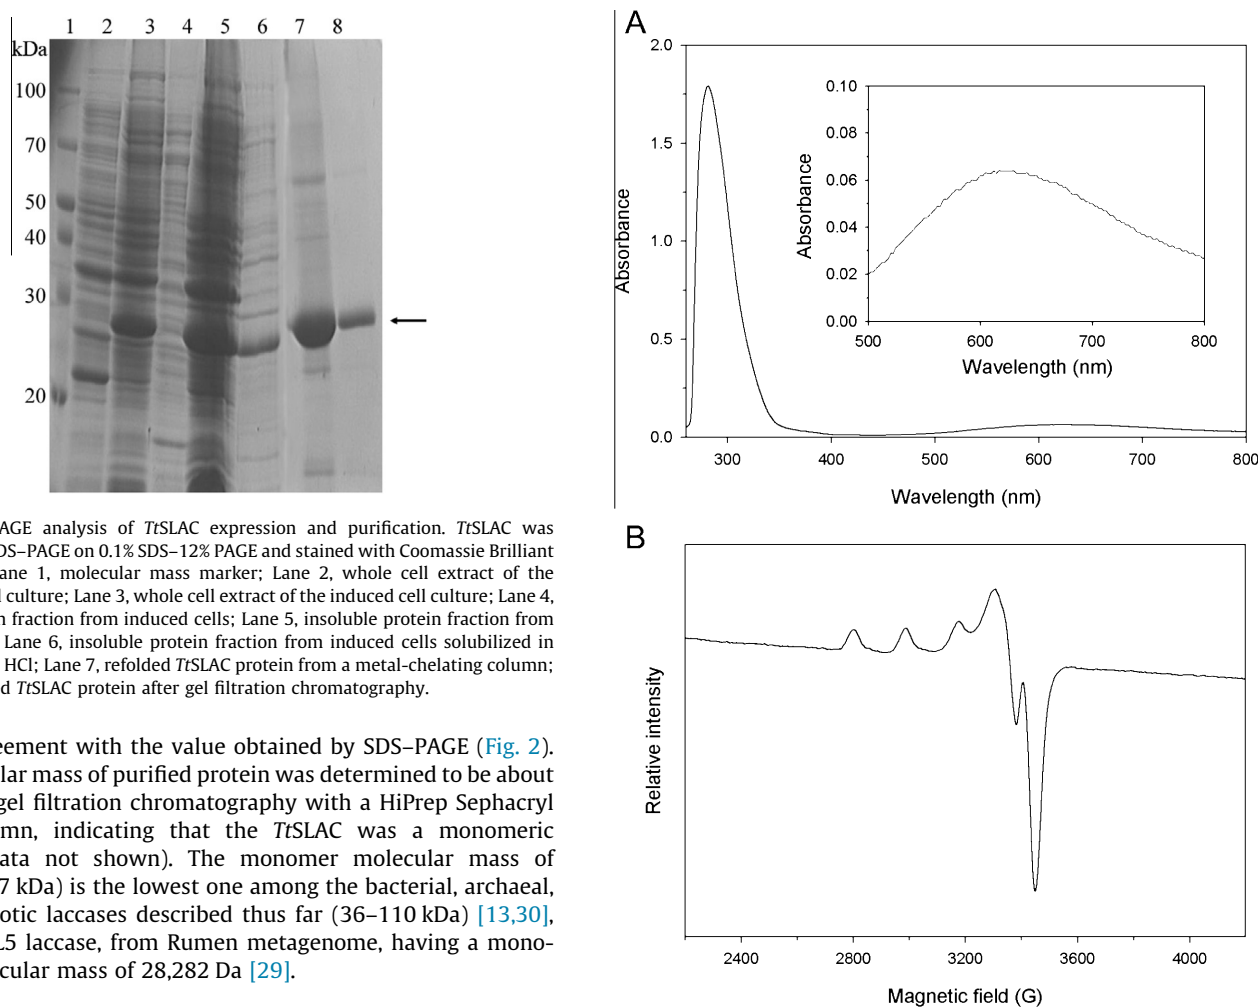 1 2 3 4 5 6 7 8
kDa
100
70
50
40
30
20
AGE analysis of TtSLAC expression and purification. TtSLAC was
DS–PAGE on 0.1% SDS–12% PAGE and stained with Coomassie Brilliant
ane 1, molecular mass marker; Lane 2, whole cell extract of the
l culture; Lane 3, whole cell extract of the induced cell culture; Lane 4,
n fraction from induced cells; Lane 5, insoluble protein fraction from
Lane 6, insoluble protein fraction from induced cells solubilized in
HCl; Lane 7, refolded TtSLAC protein from a metal-chelating column;
d TtSLAC protein after gel filtration chromatography.
eement with the value obtained by SDS–PAGE (Fig. 2).
lar mass of purified protein was determined to be about
gel filtration chromatography with a HiPrep Sephacryl
mn, indicating that the TtSLAC was a monomeric
ata not shown). The monomer molecular mass of
7 kDa) is the lowest one among the bacterial, archaeal,
otic laccases described thus far (36–110 kDa) [13,30],
L5 laccase, from Rumen metagenome, having a mono-
cular mass of 28,282 Da [29].
A
2.0
1.5
1.0
0.5
0.0
Absorbance
300 400 500 600 700 800
Wavelength (nm)
0.10
0.08
0.06
0.04
0.02
0.00
Absorbance
500 600 700 800
Wavelength (nm)
B
Relative intensity
2400 2800 3200 3600 4000
Magnetic field (G)